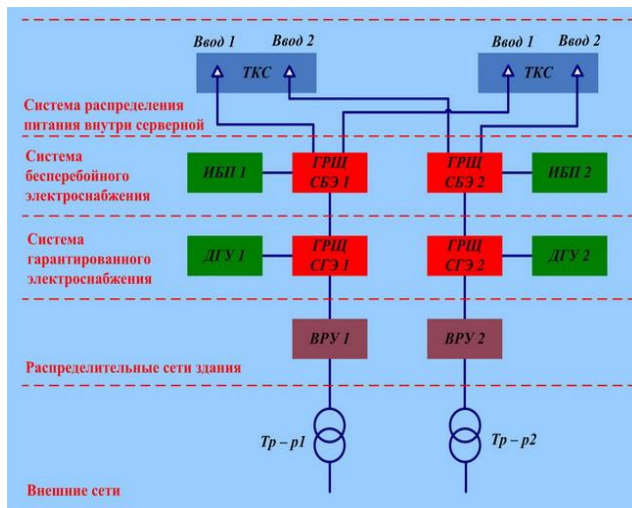 Ввод 1 Ввод 2 Ввод 1 Ввод 2
ТКС ТКС
Система распределения
питания внутри серверной
Система
бесперебойного
электроснабжения
ИБП 1
ГРЩ
СБЭ 1
ГРЩ
СБЭ 2
ИБП 2
Система
гарантированного
электроснабжения
ДГУ 1
ГРЩ
СГЭ 1
ГРЩ
СГЭ 2
ДГУ 2
ВРУ 1 ВРУ 2
Распределительные сети здания
Тр – р1 Тр – р2
Внешние сети